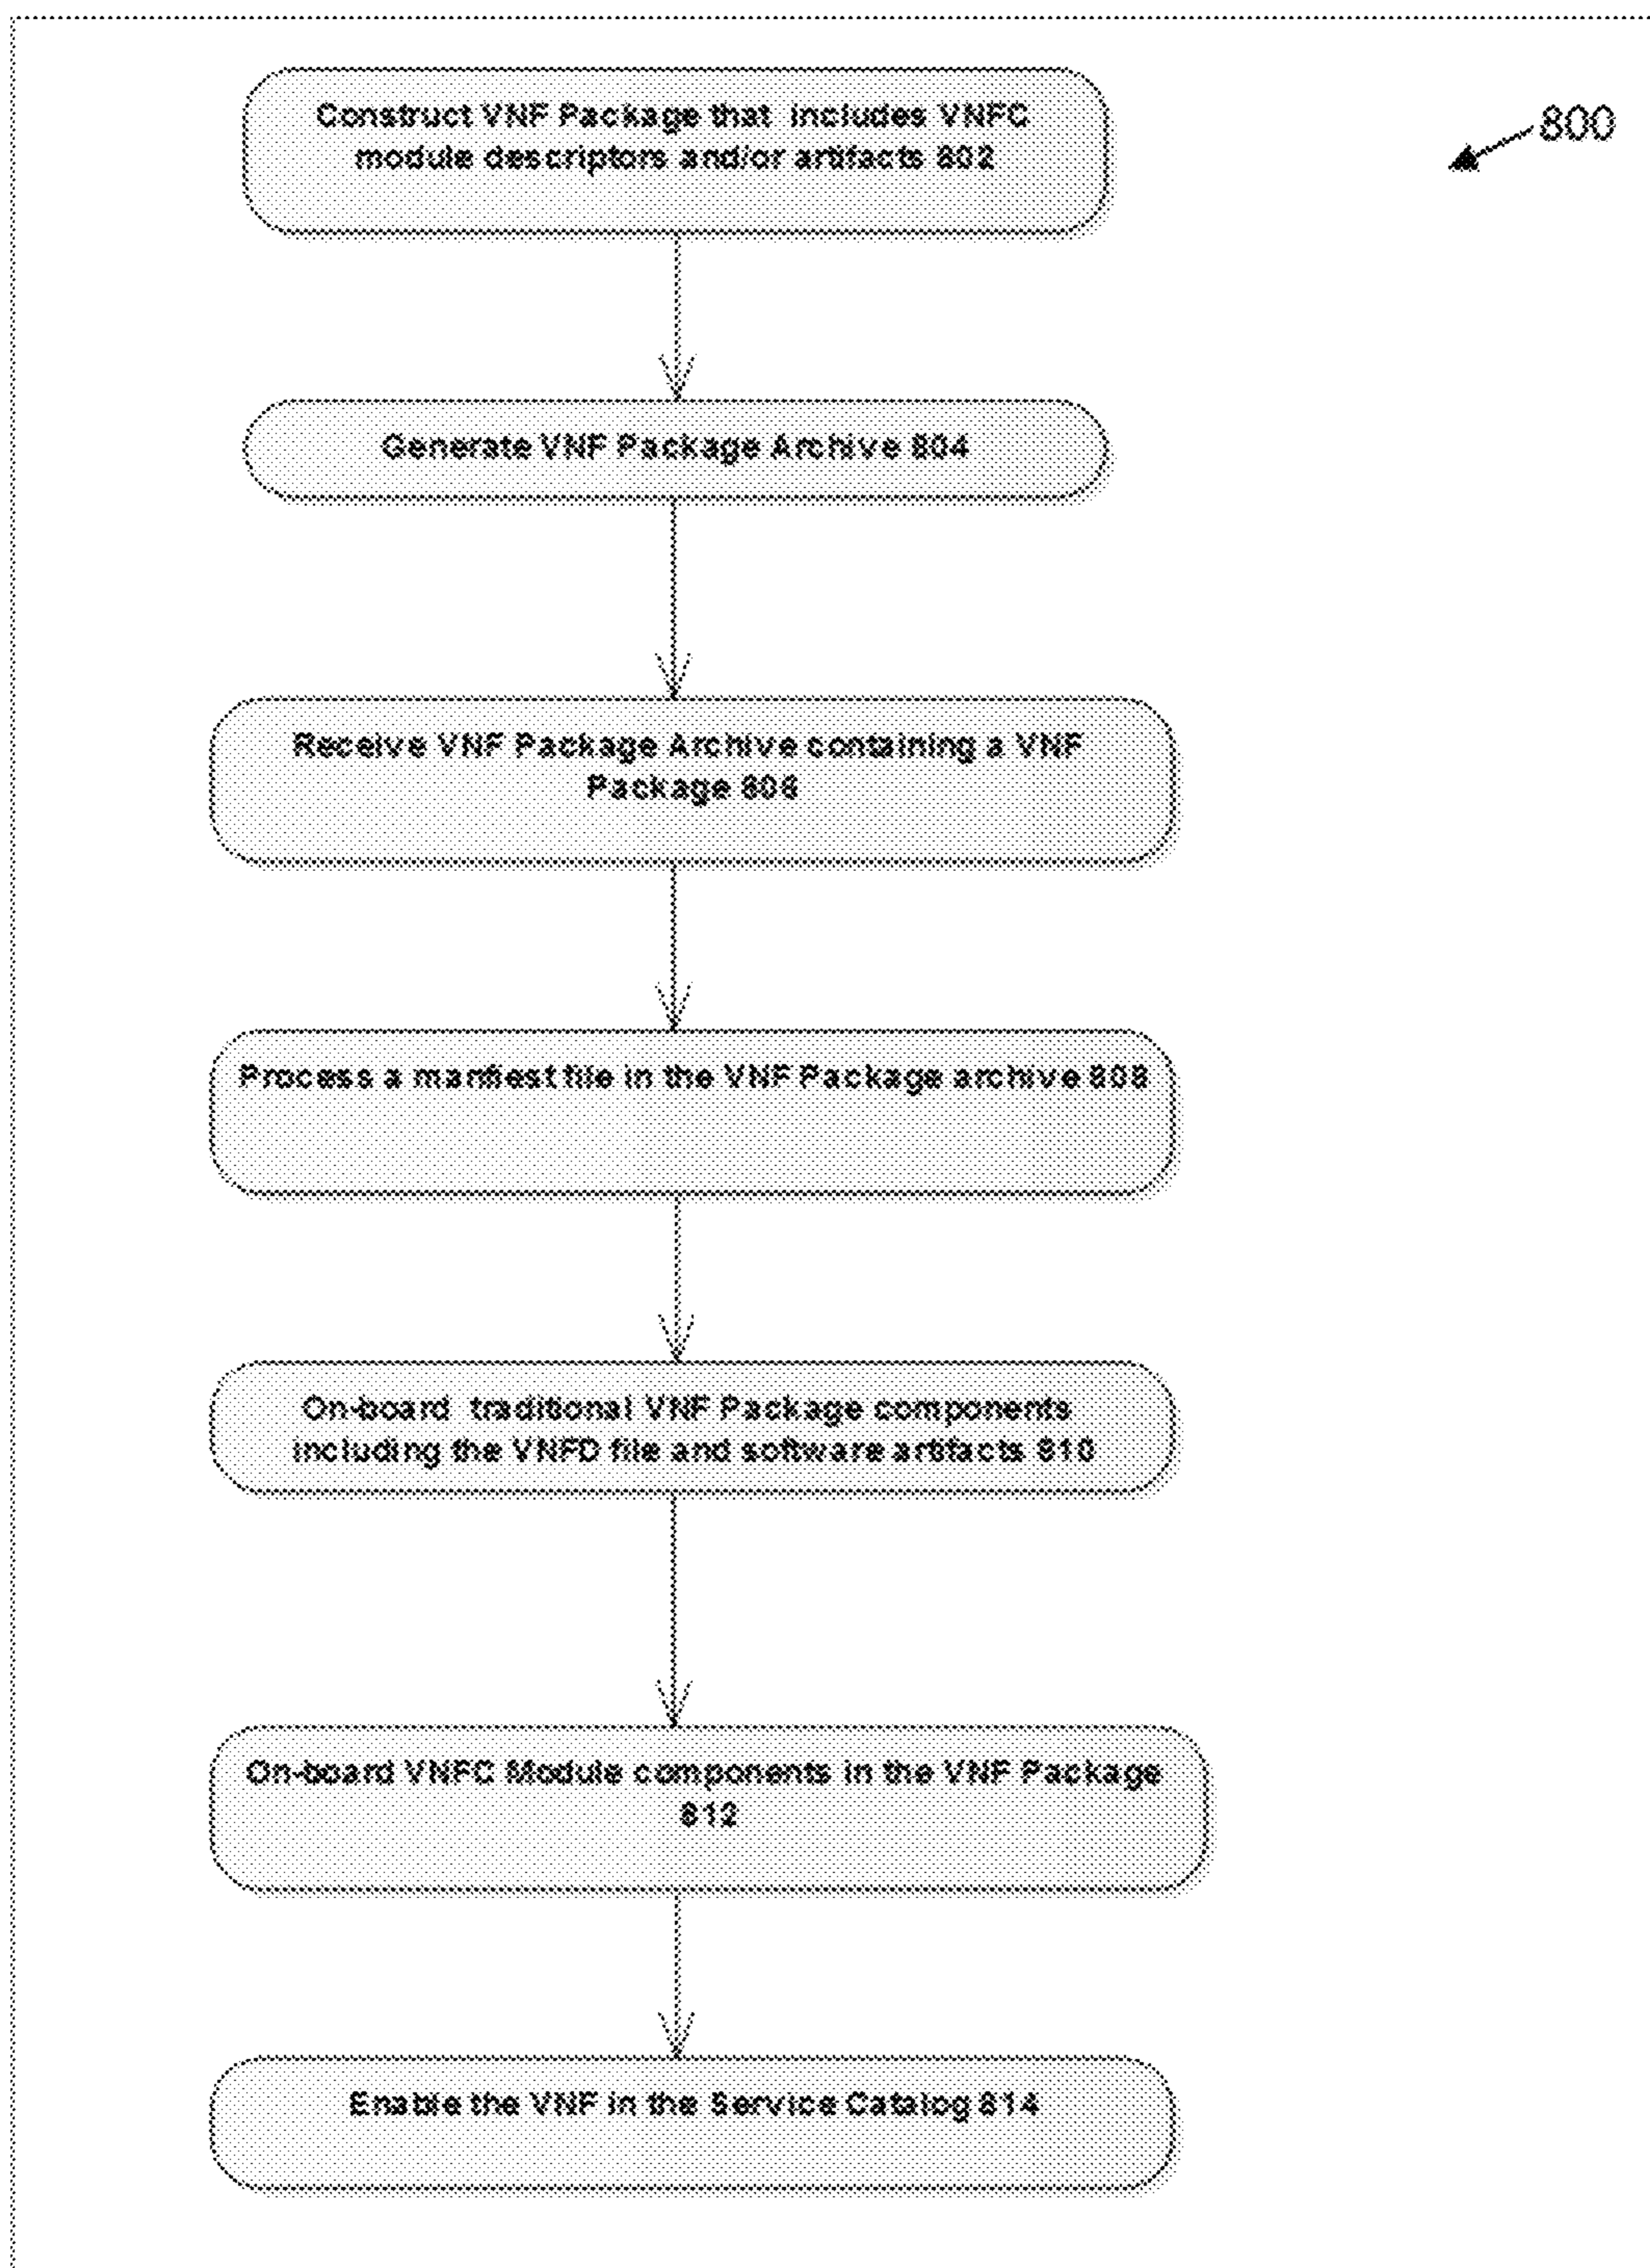 Construct VNF Package that includes VNFC
module descriptors and/or artifacts 802
800
Generate VNF Package Archive 804
Receive VNF Package Archive containing a VNF
Package 806
Process a manfiest file in the VNF Package archive 808
On-board traditional VNF Package components
including the VNFD file and software artifacts 810
On-board VNFC Module components in the VNF Package
812
Enable the VNF in the Service Catalog 814